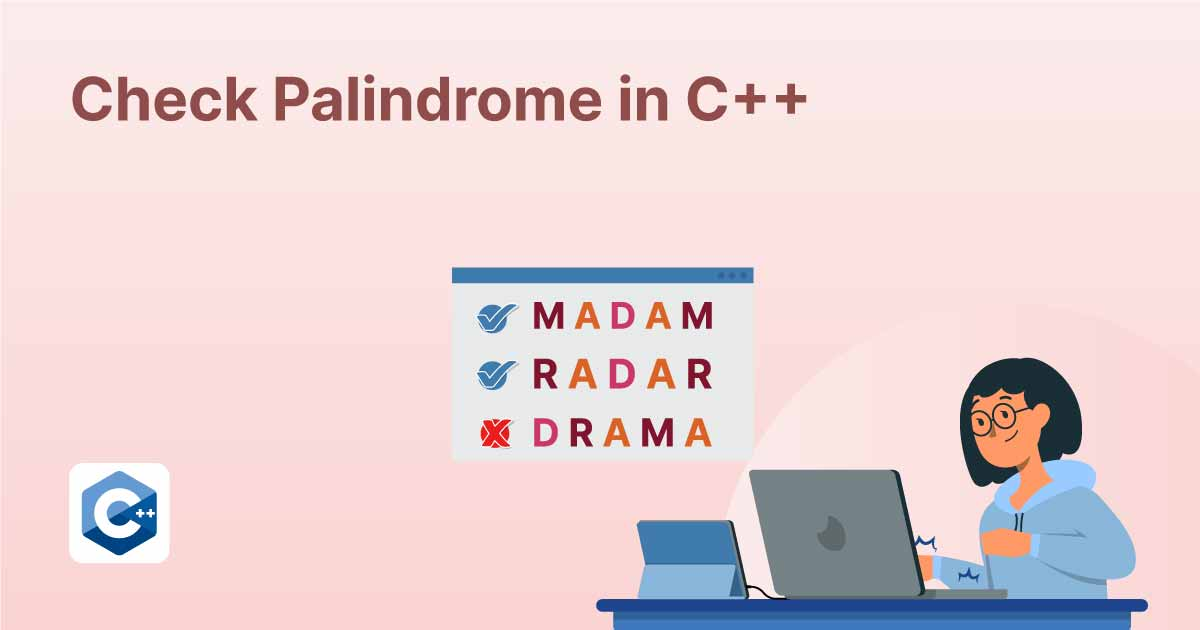 Check Palindrome in C++
MADAM
RADAR
DRAMA
C++